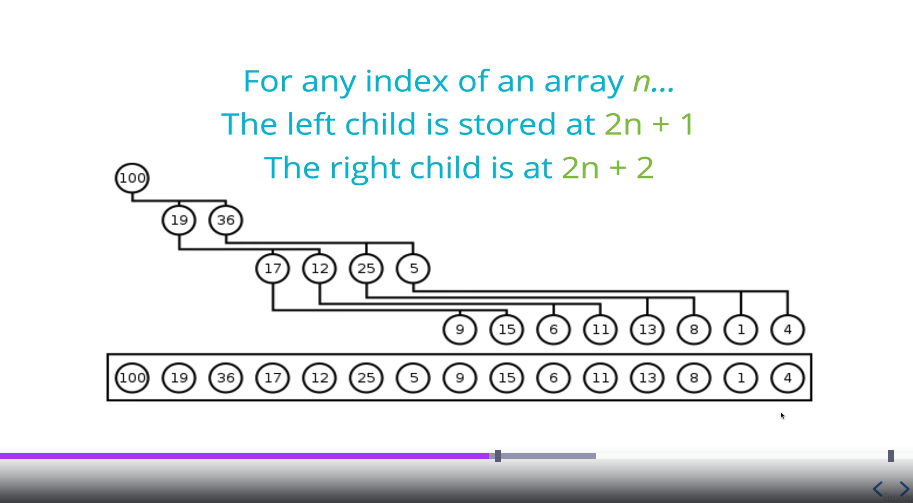 For any index of an array n...
The left child is stored at 2n + 1
The right child is at 2n + 2
100
19 36
17 12 25 5
9 15 6 11 13 8 1 4
100 19 36 17 12 25 5 9 15 6 11 13 8 1 4